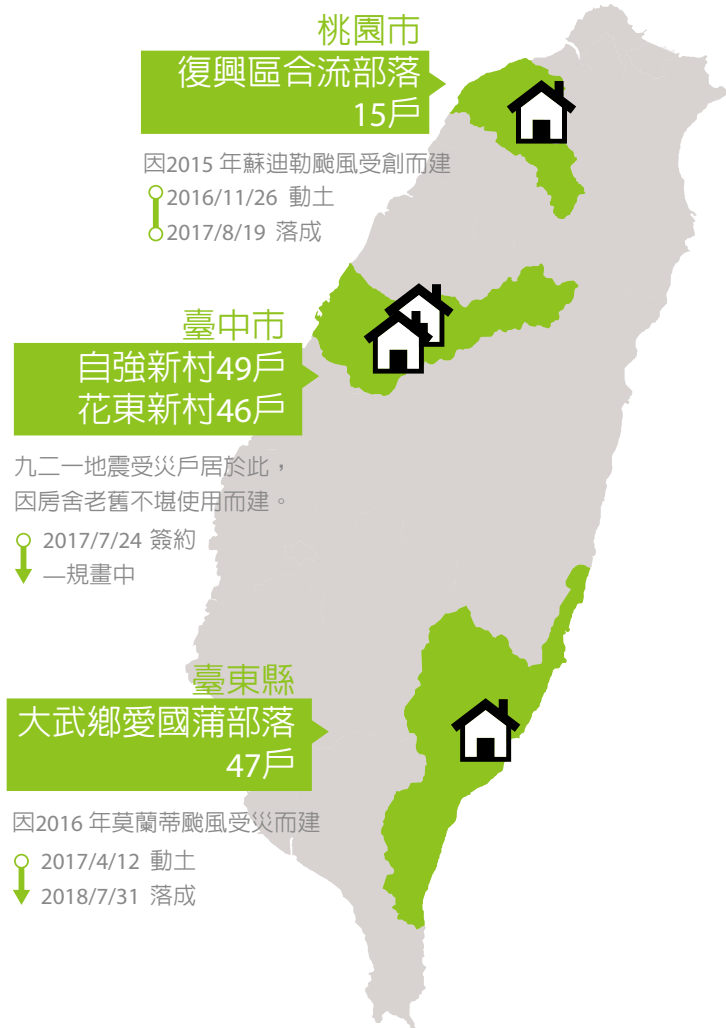 桃園市
復興區合流部落
15戶
因2015 年蘇迪勒颱風受創而建
2016/11/26 動土
2017/8/19 落成
臺中市
自強新村49戶
花東新村46戶
九二一地震受災戶居於此，
因房舍老舊不堪使用而建。
2017/7/24 簽約
—規畫中
臺東縣
大武鄉愛國蒲部落
47戶
因2016 年莫蘭蒂颱風受災而建
2017/4/12 動土
2018/7/31 落成